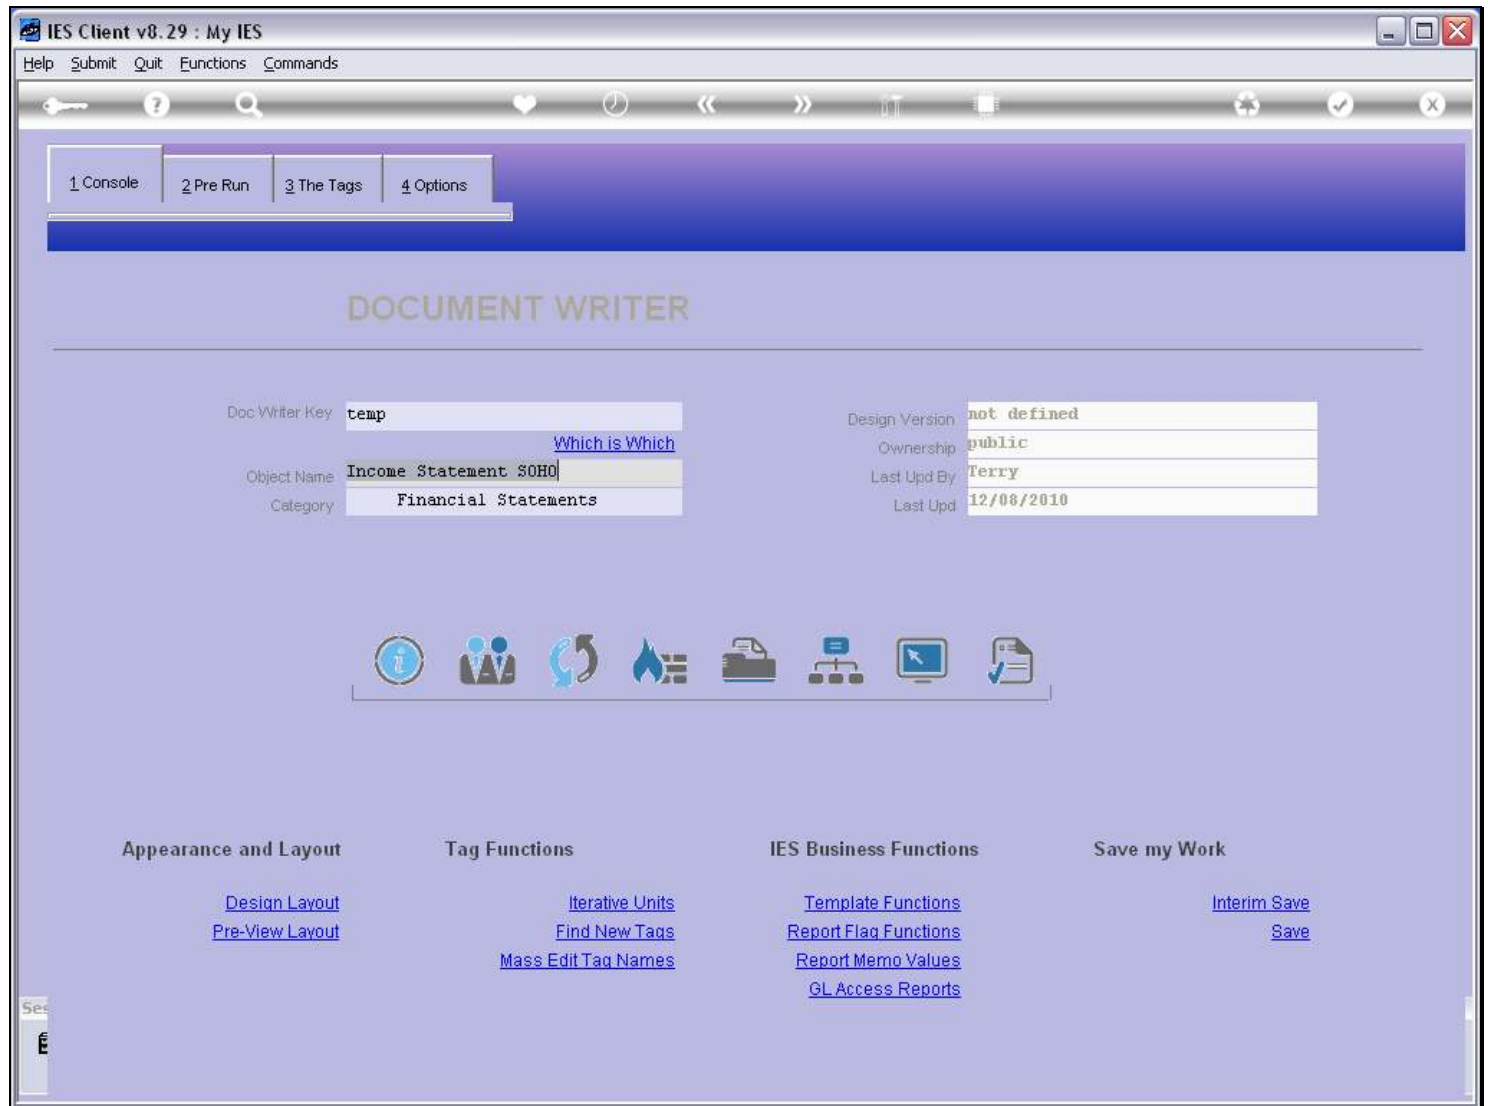 IES Client v8.29 : My IES
Help Submit Quit Functions Commands
1 Console 2 Pre Run 3 The Tags 4 Options
DOCUMENT WRITER
Doc Writer Key temp
Which is Which
Object Name Income Statement SOHO
Category Financial Statements
Design Version not defined
Ownership public
Last Upd By Terry
Last Upd 12/08/2010
Appearance and Layout
Design Layout
Pre-View Layout
Tag Functions
Iterative Units
Find New Tags
Mass Edit Tag Names
IES Business Functions
Template Functions
Report Flag Functions
Report Memo Values
GL Access Reports
Save my Work
Interim Save
Save
Ses